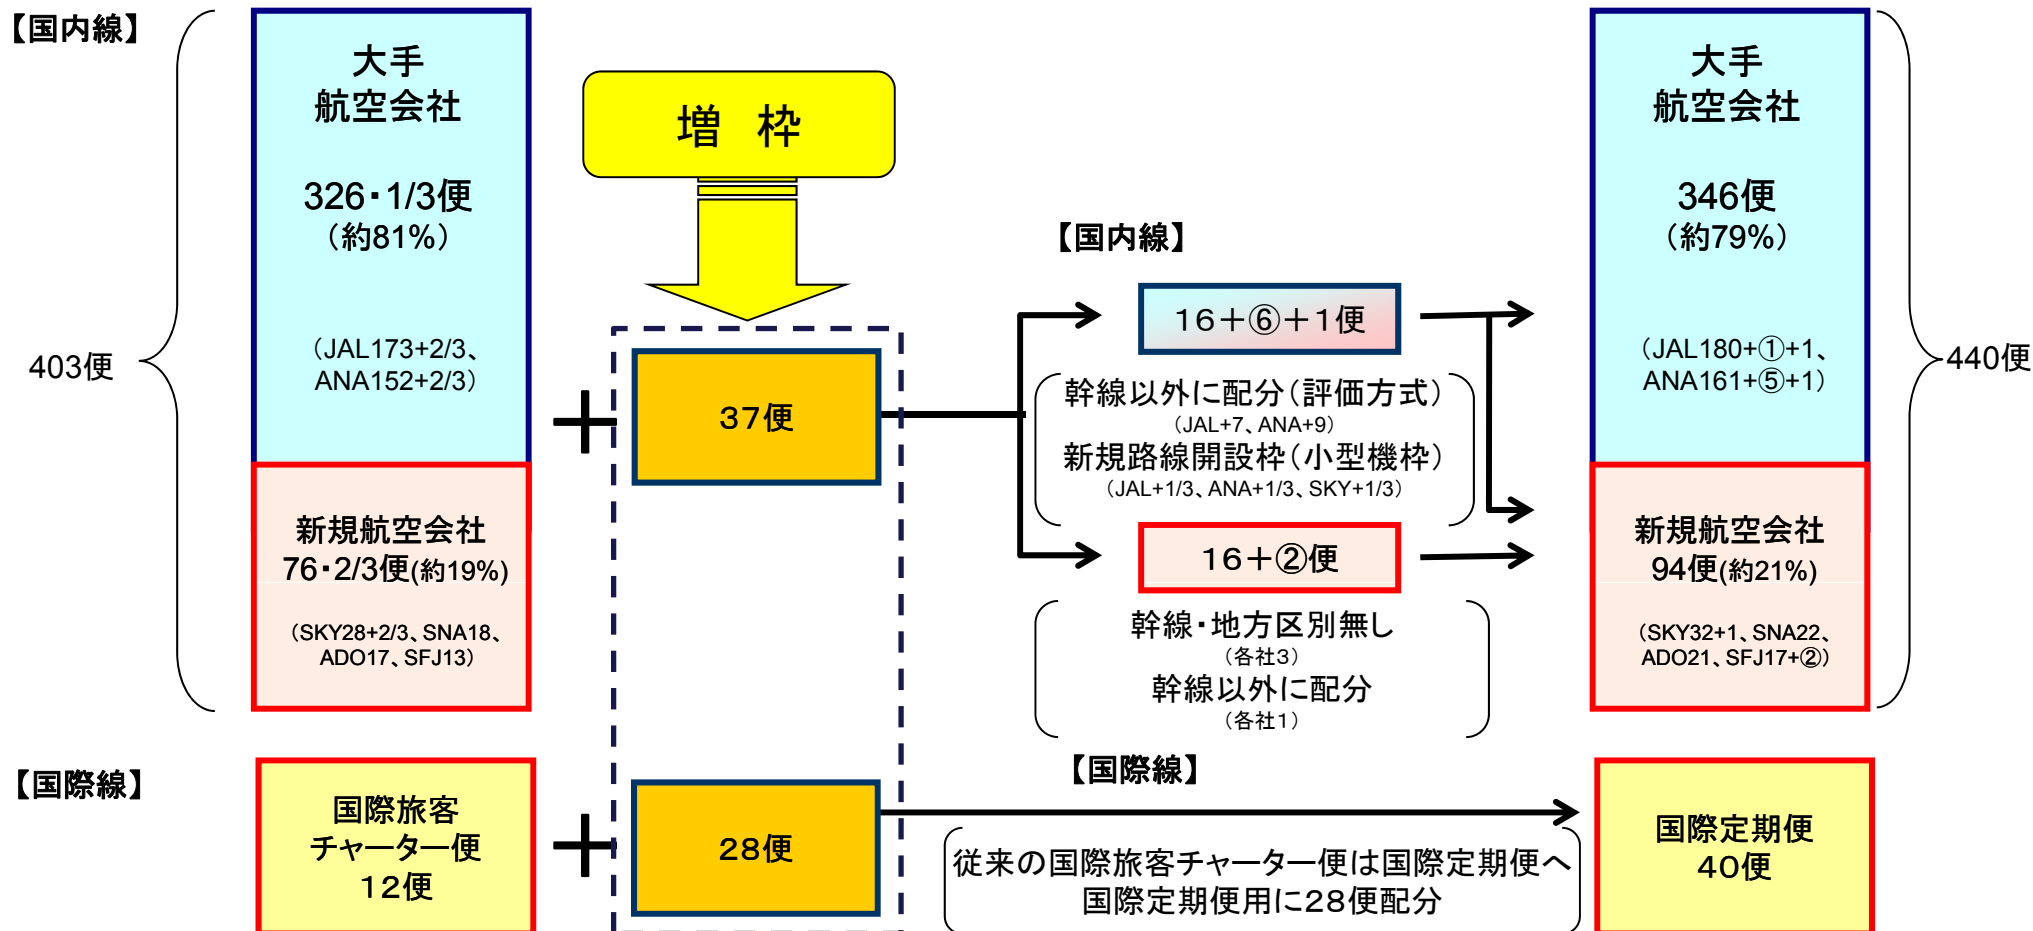 【国内線】
大手
航空会社
326・1/3便
（約81%）
（JAL173+2/3、
ANA152+2/3）
403便
新規航空会社
76・2/3便(約19%)
（SKY28+2/3、SNA18、
ADO17、SFJ13）
増　枠
37便
【国内線】
16＋⑥＋1便
幹線以外に配分（評価方式）
（JAL+7、ANA+9）
新規路線開設枠（小型機枠）
（JAL+1/3、ANA+1/3、SKY+1/3）
16＋②便
幹線・地方区別無し
（各社3）
幹線以外に配分
（各社1）
大手
航空会社
346便
（約79%）
（JAL180+①+1、
ANA161+⑤+1）
440便
新規航空会社
94便(約21%)
（SKY32+1、SNA22、
ADO21、SFJ17+②）
【国際線】
国際旅客
チャーター便
12便
28便
【国際線】
従来の国際旅客チャーター便は国際定期便へ
国際定期便用に28便配分
国際定期便
40便